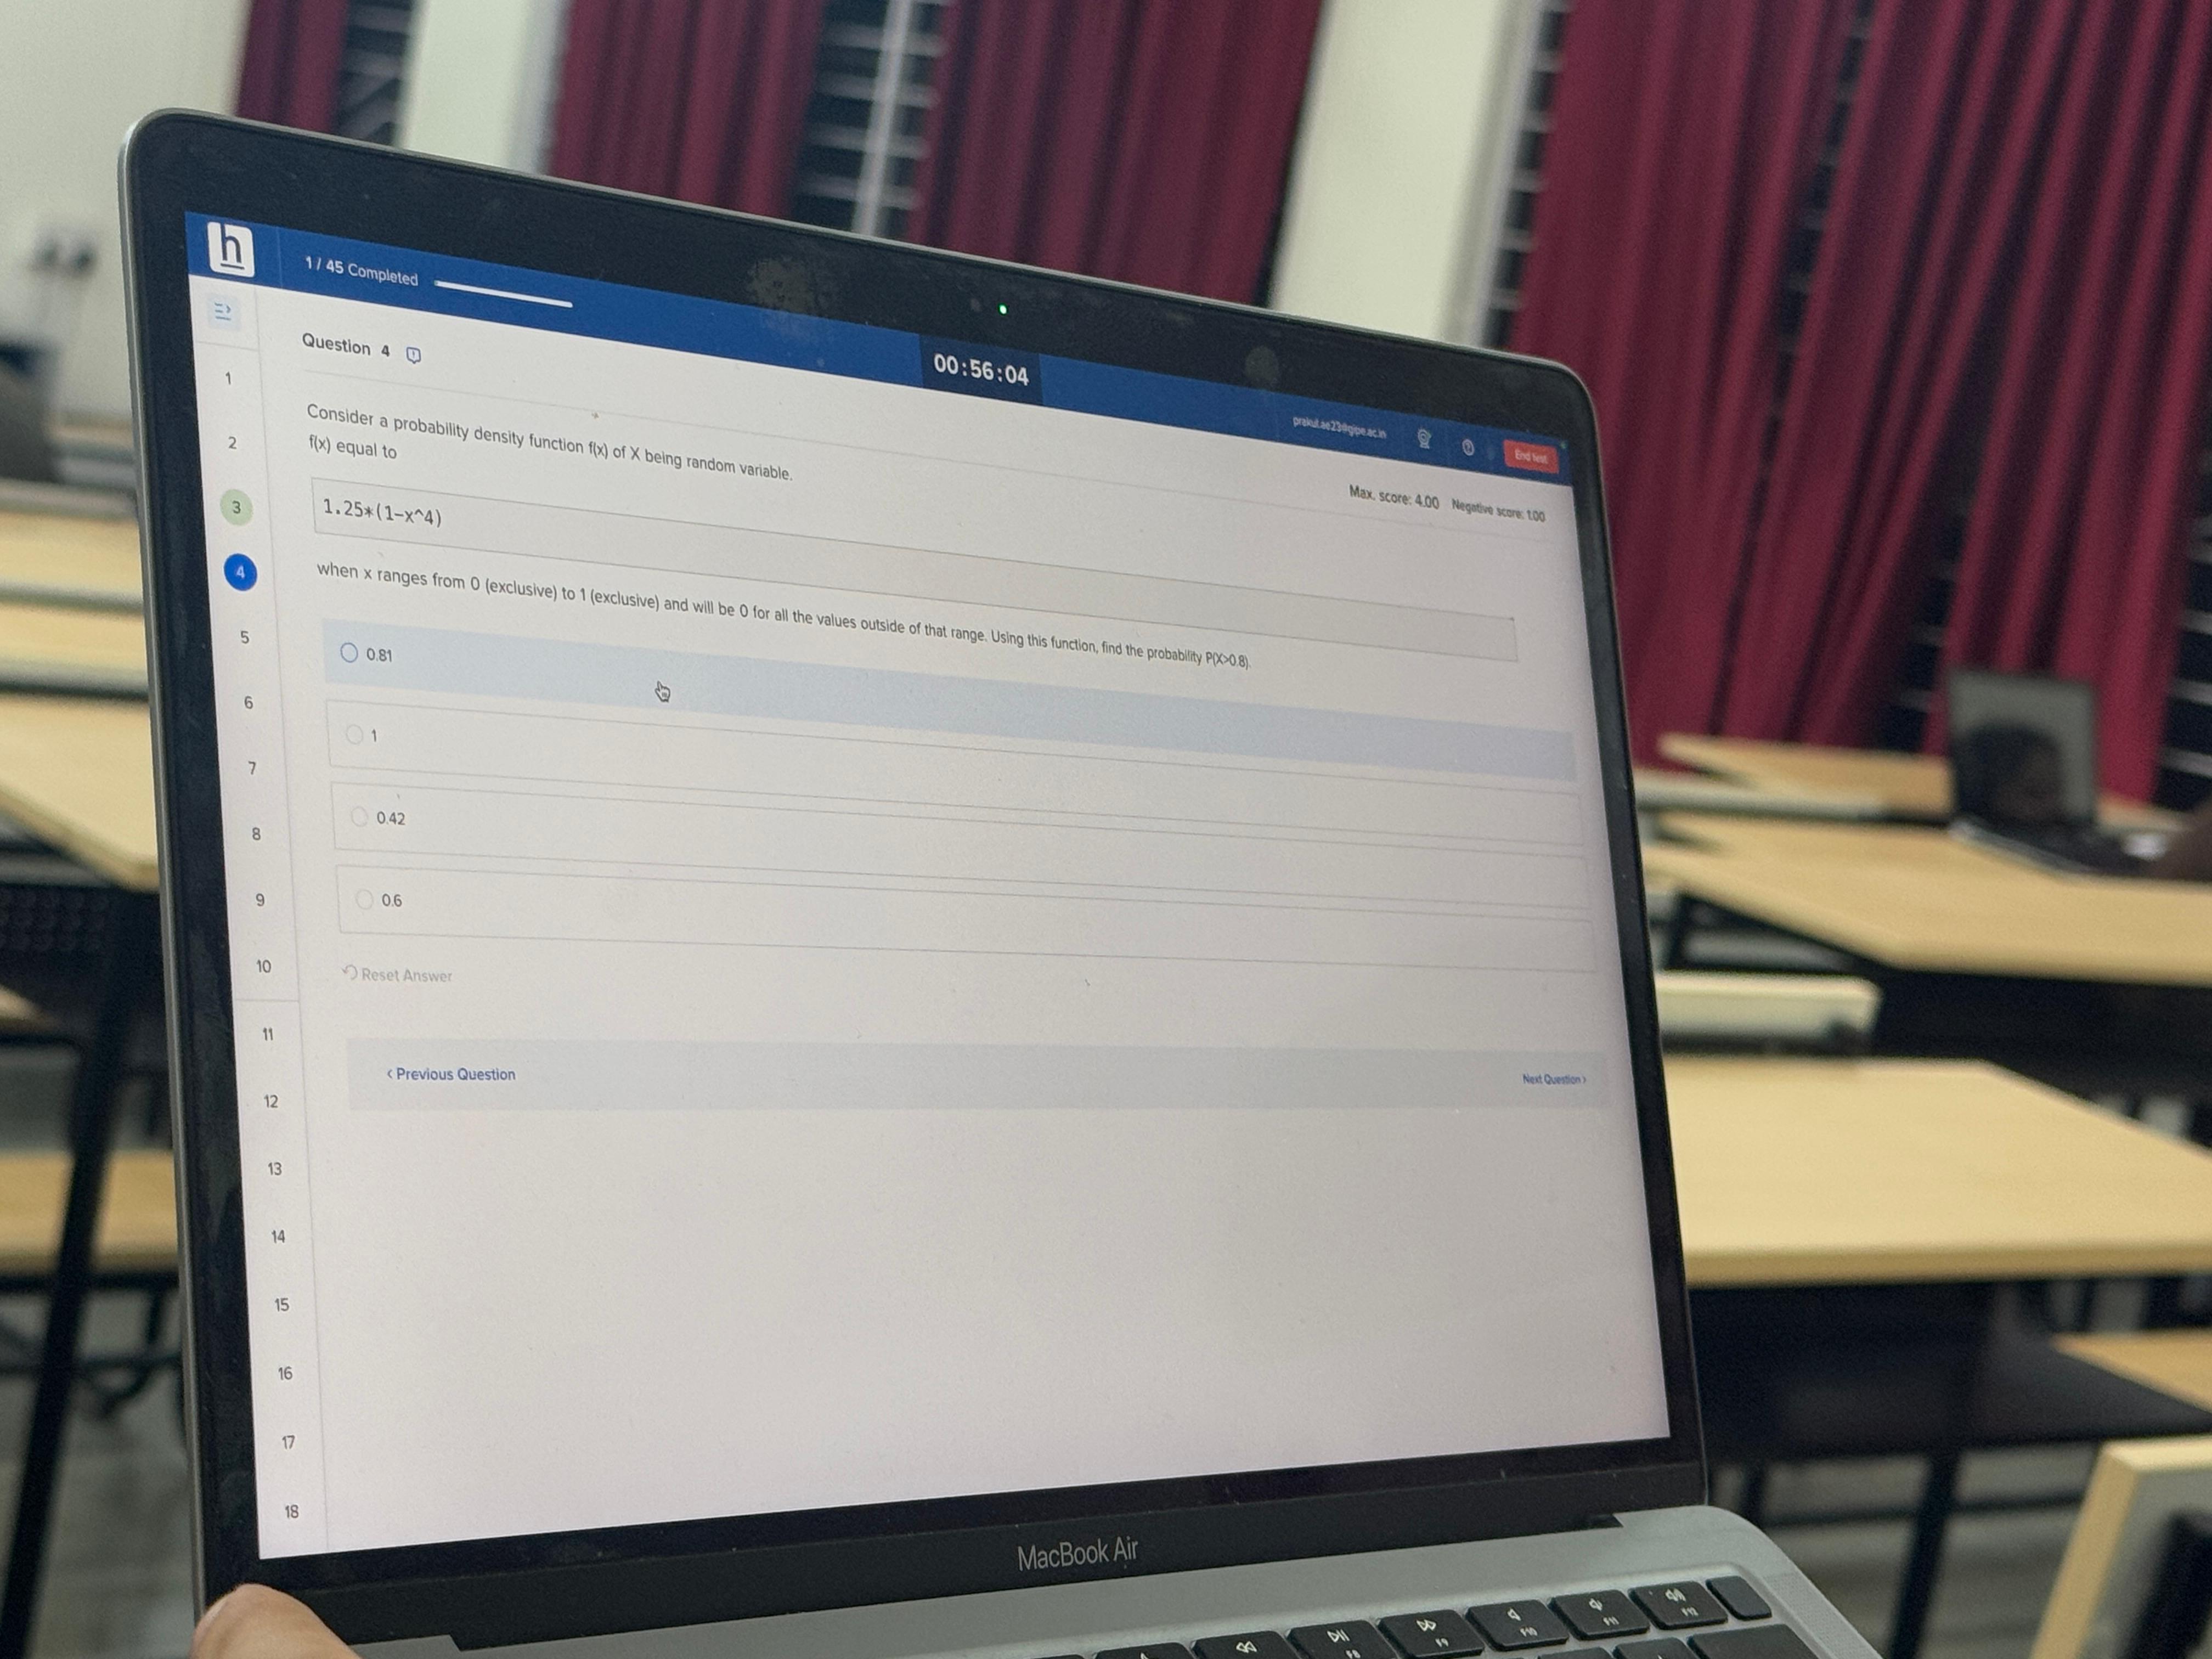 h
1 / 45 Completed
00:56:04
prakul.ae23@gipe.ac.in
End test
Question 4
Max. score: 4.00 Negative score: 1.00
Consider a probability density function f(x) of X being random variable.
f(x) equal to
1.25*(1-x^4)
when x ranges from 0 (exclusive) to 1 (exclusive) and will be 0 for all the values outside of that range. Using this function, find the probability P(X>0.8).
0.81
1
0.42
0.6
Reset Answer
‹ Previous Question
Next Question ›
1
2
3
4
5
6
7
8
9
10
11
12
13
14
15
16
17
18
MacBook Air
F9
F10
F11
F12